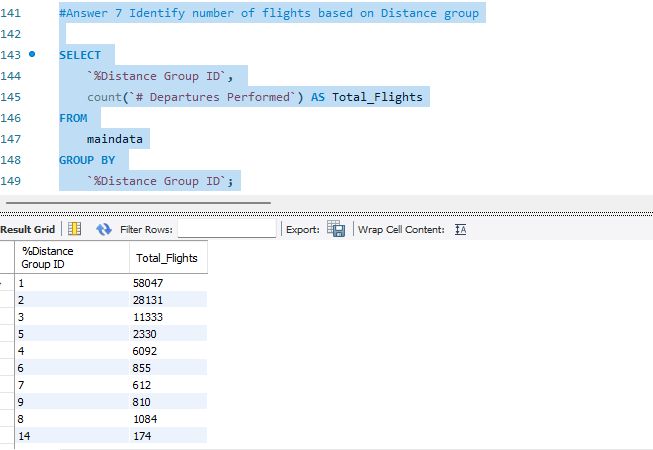 141 #Answer 7 Identify number of flights based on Distance group
142
143 SELECT
144 `%Distance Group ID`,
145 count(`# Departures Performed`) AS Total_Flights
146 FROM
147 maindata
148 GROUP BY
149 `%Distance Group ID`;
Result Grid Filter Rows: Export: Wrap Cell Content: IA
%Distance
Group ID Total_Flights
1 58047
2 28131
3 11333
5 2330
4 6092
6 855
7 612
9 810
8 1084
14 174